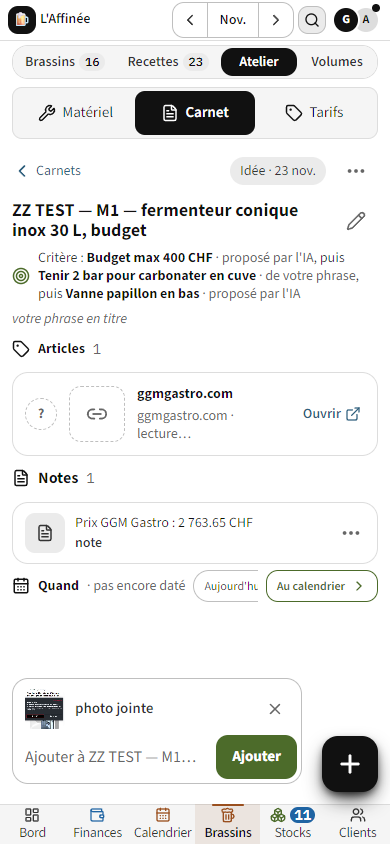 L'Affinée
Nov.
G A
Brassins 16 Recettes 23 Atelier Volumes
Matériel Carnet Tarifs
Carnets Idée · 23 nov.
ZZ TEST — M1 — fermenteur conique
inox 30 L, budget
Critère : Budget max 400 CHF · proposé par l'IA, puis
Tenir 2 bar pour carbonater en cuve · de votre phrase,
puis Vanne papillon en bas · proposé par l'IA
votre phrase en titre
Articles 1
ggmgastro.com
? ggmgastro.com · Ouvrir
lecture…
Notes 1
Prix GGM Gastro : 2 763.65 CHF
note
Quand · pas encore daté Aujourd'hu Au calendrier
photo jointe
Ajouter à ZZ TEST — M1… Ajouter
11
Bord Finances Calendrier Brassins Stocks Clients